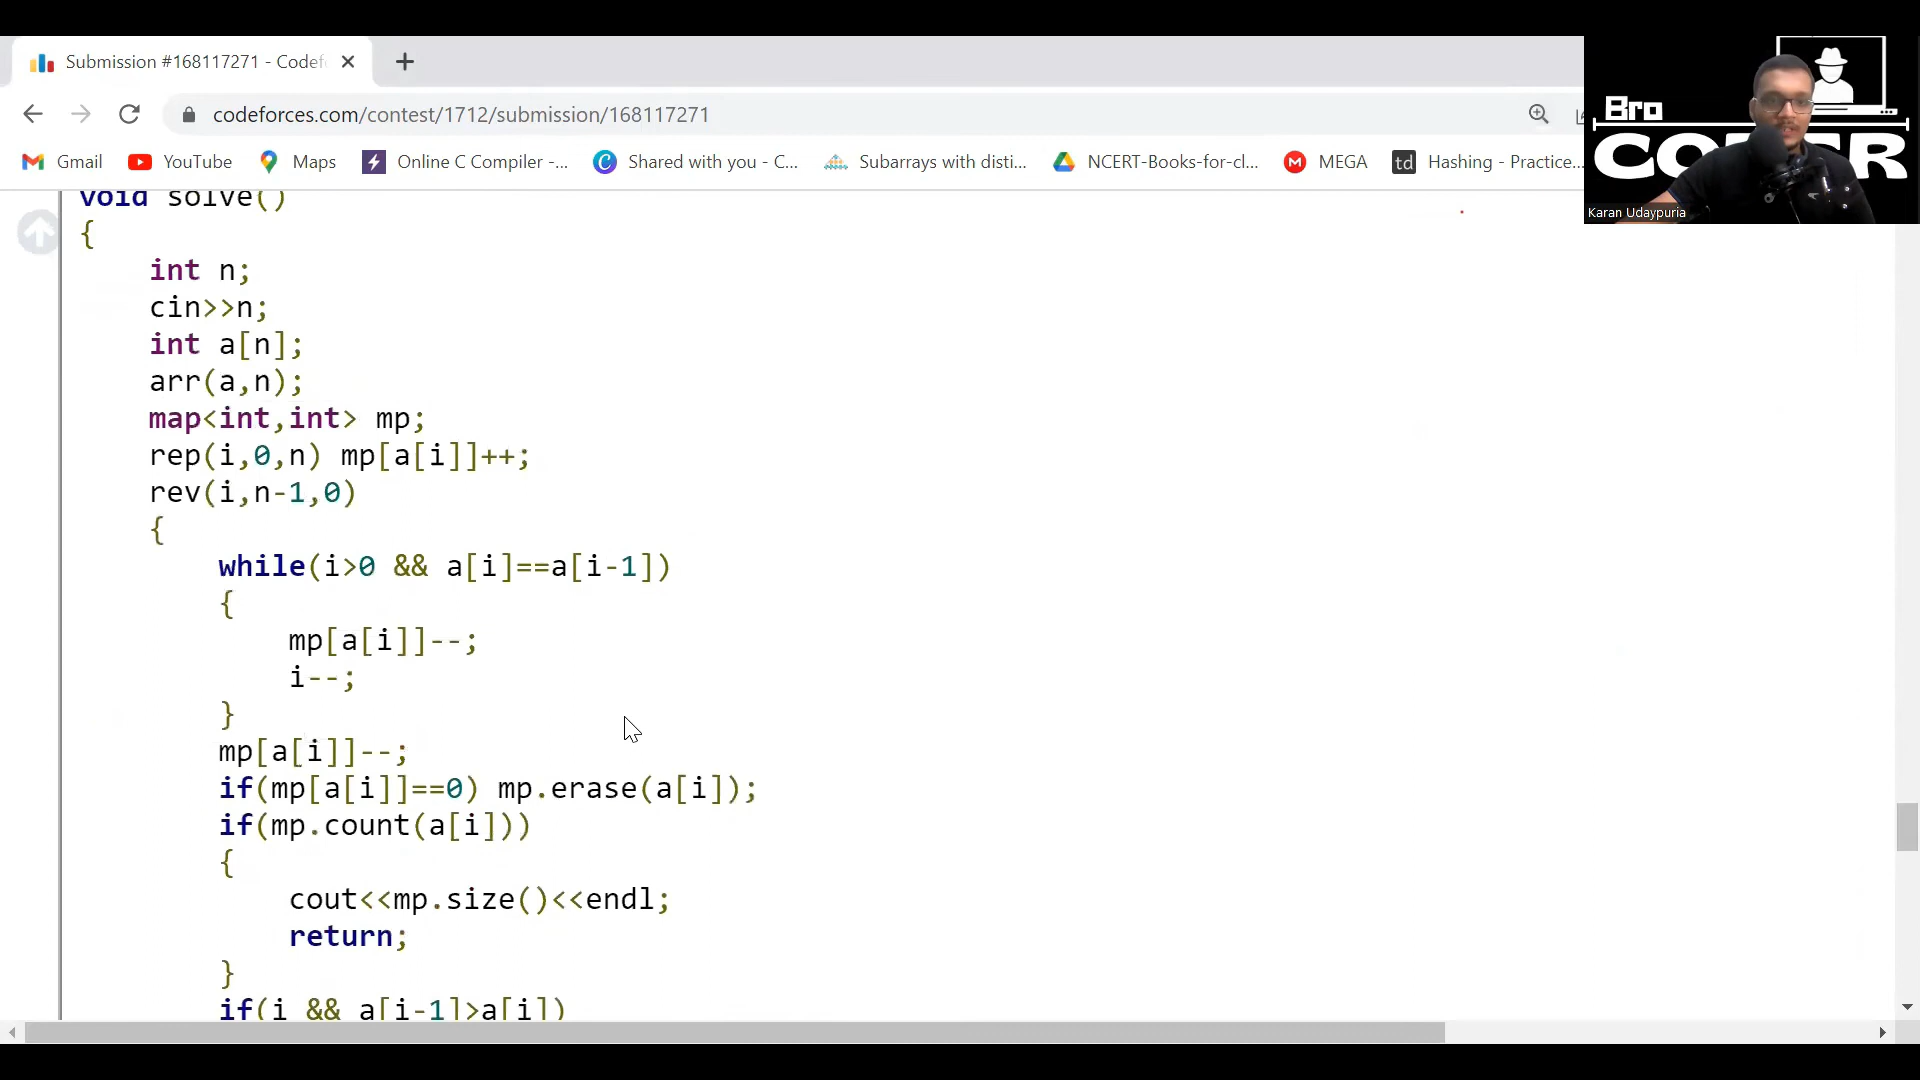 Submission #168117271 - Codef
codeforces.com/contest/1712/submission/168117271
Gmail
YouTube
Maps
Online C Compiler -...
Shared with you - C...
Subarrays with disti...
NCERT-Books-for-cl...
MEGA
td
Hashing - Practice...
Bro
Karan Udaypuria
void solve()
{
int n;
cin>>n;
int a[n];
arr(a,n);
map<int,int> mp;
rep(i,0,n) mp[a[i]]++;
rev(i,n-1,0)
{
while(i>0 && a[i]==a[i-1])
{
mp[a[i]]--;
i--;
}
mp[a[i]]--;
if(mp[a[i]]==0) mp.erase(a[i]);
if(mp.count(a[i]))
{
cout<<mp.size()<<endl;
return;
}
if(i && a[i-1]>a[i])